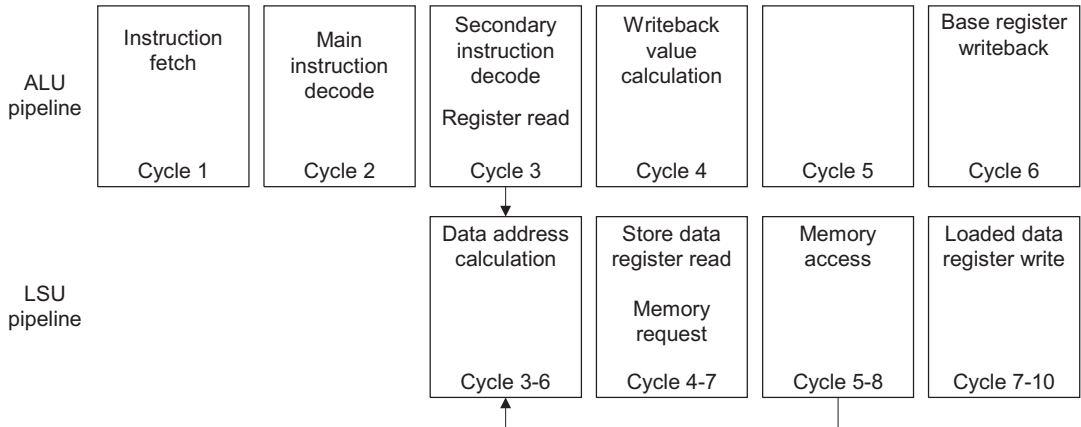 ALU
pipeline
Instruction
fetch
Cycle 1
Main
instruction
decode
Cycle 2
Secondary
instruction
decode
Register read
Cycle 3
Writeback
value
calculation
Cycle 4
Cycle 5
Base register
writeback
Cycle 6
LSU
pipeline
Data address
calculation
Cycle 3-6
Store data
register read
Memory
request
Cycle 4-7
Memory
access
Cycle 5-8
Loaded data
register write
Cycle 7-10